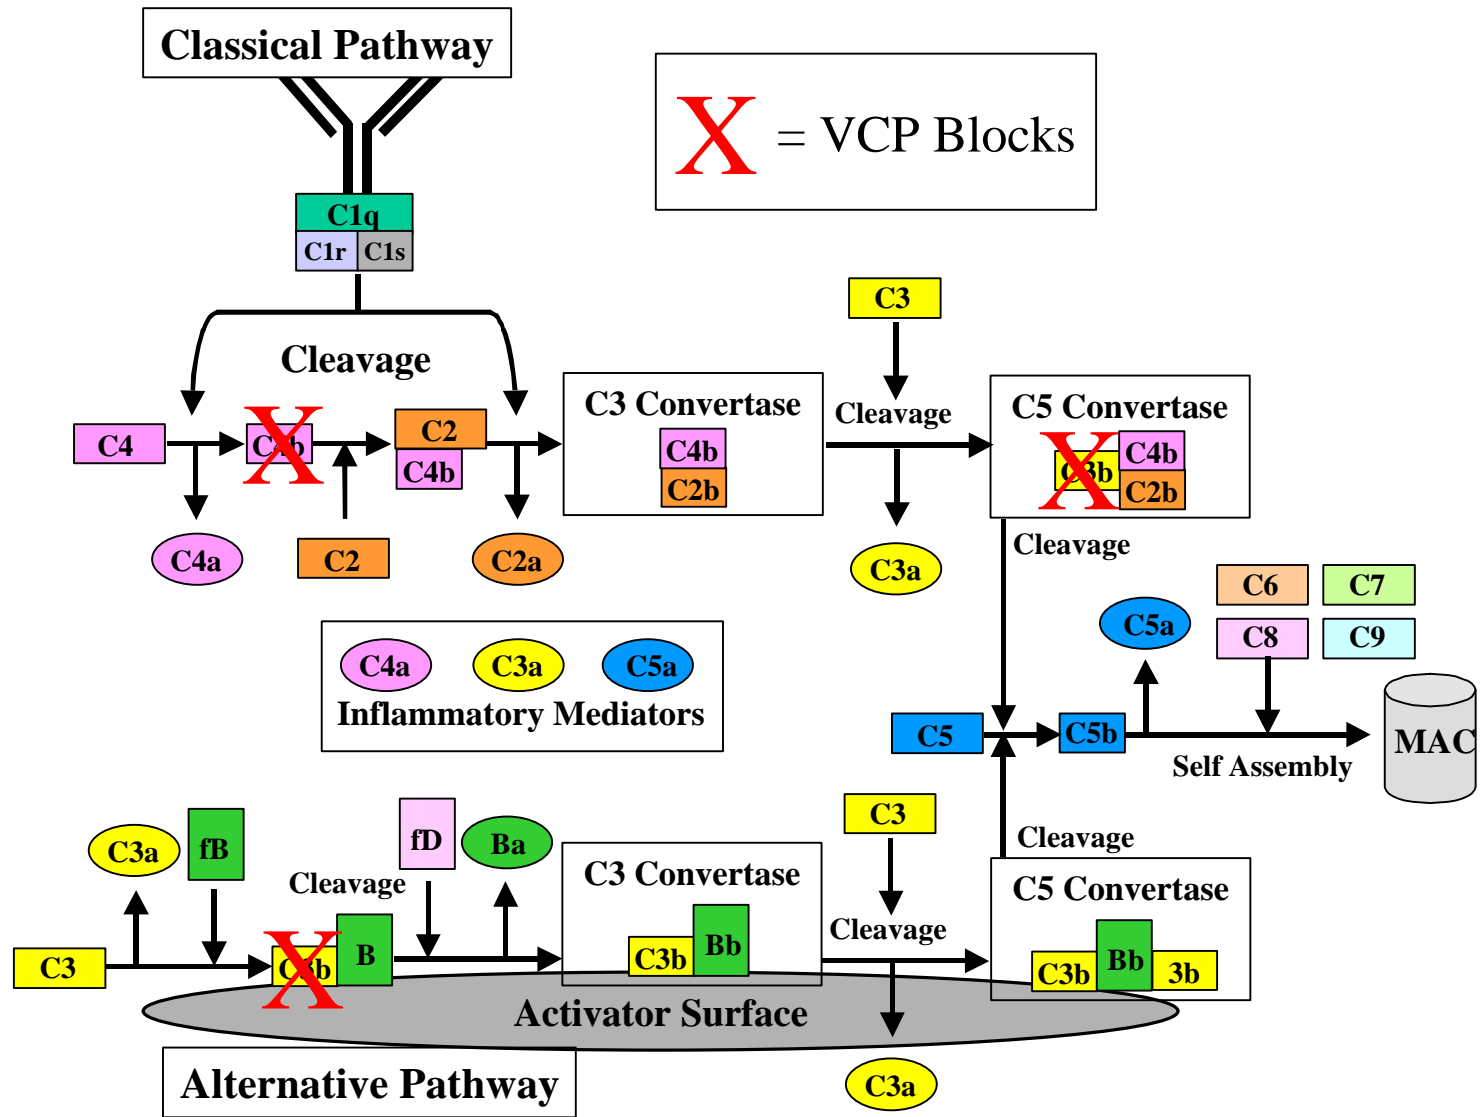 Classical Pathway
X = VCP Blocks
C1q
C1r C1s
C3
Cleavage
C3 Convertase
Cleavage
C5 Convertase
C4
C4b
C2
C4b
C4b
C2b
C3b
C4b
C2b
C4a
C2
C2a
C3a
Cleavage
C6
C7
C5a
C8
C9
C4a
C3a
C5a
Inflammatory Mediators
C5
C5b
Self Assembly
MAC
C3a
fB
fD
Ba
C3
Cleavage
Cleavage
C3 Convertase
Cleavage
C5 Convertase
C3
C3b
B
C3b
Bb
C3b
Bb
3b
Activator Surface
Alternative Pathway
C3a